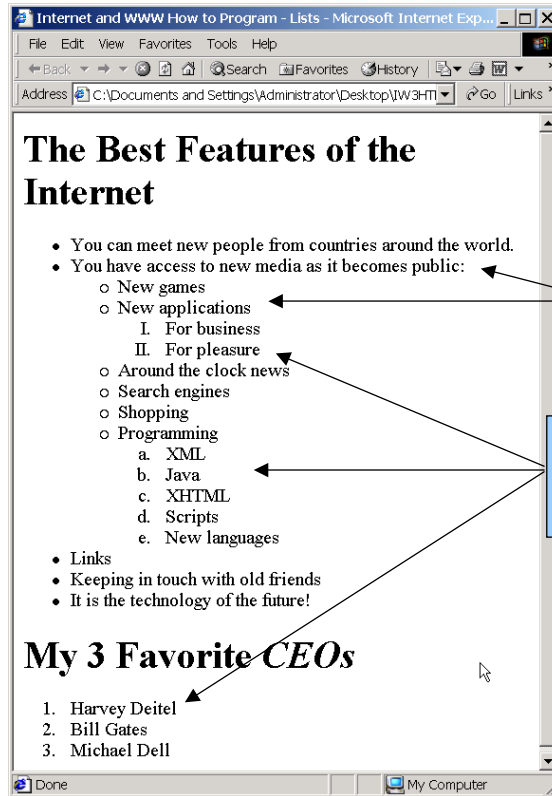 Internet and WWW How to Program - Lists - Microsoft Internet Exp...
File Edit View Favorites Tools Help
Back Search Favorites History
Address C:\Documents and Settings\Administrator\Desktop\IW3HT Go Links
The Best Features of the
Internet
• You can meet new people from countries around the world.
• You have access to new media as it becomes public:
o New games
o New applications
I. For business
II. For pleasure
o Around the clock news
o Search engines
o Shopping
o Programming
a. XML
b. Java
c. XHTML
d. Scripts
e. New languages
• Links
• Keeping in touch with old friends
• It is the technology of the future!
My 3 Favorite CEOs
1. Harvey Deitel
2. Bill Gates
3. Michael Dell
Done My Computer